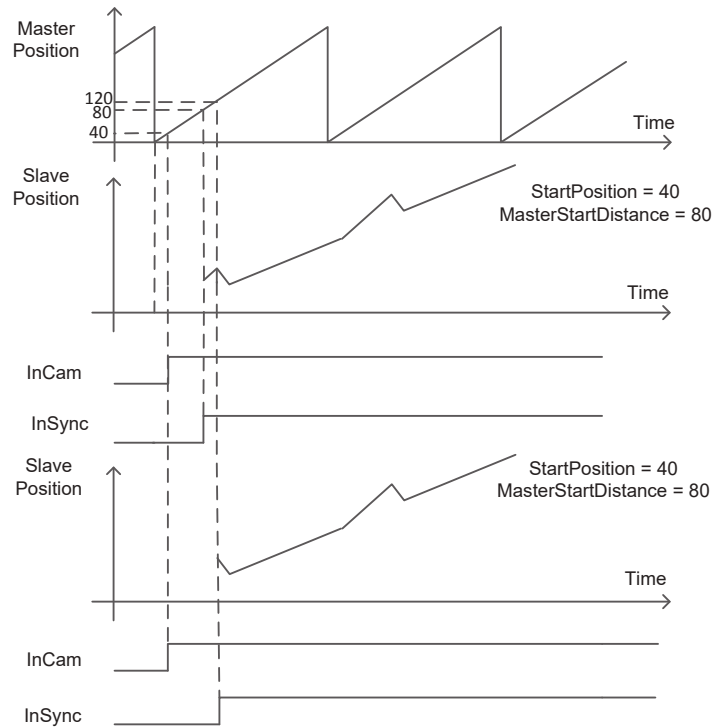 Master
Position
120
80
40
Time
Slave
Position
StartPosition = 40
MasterStartDistance = 80
Time
InCam
InSync
Slave
Position
StartPosition = 40
MasterStartDistance = 80
Time
InCam
InSync